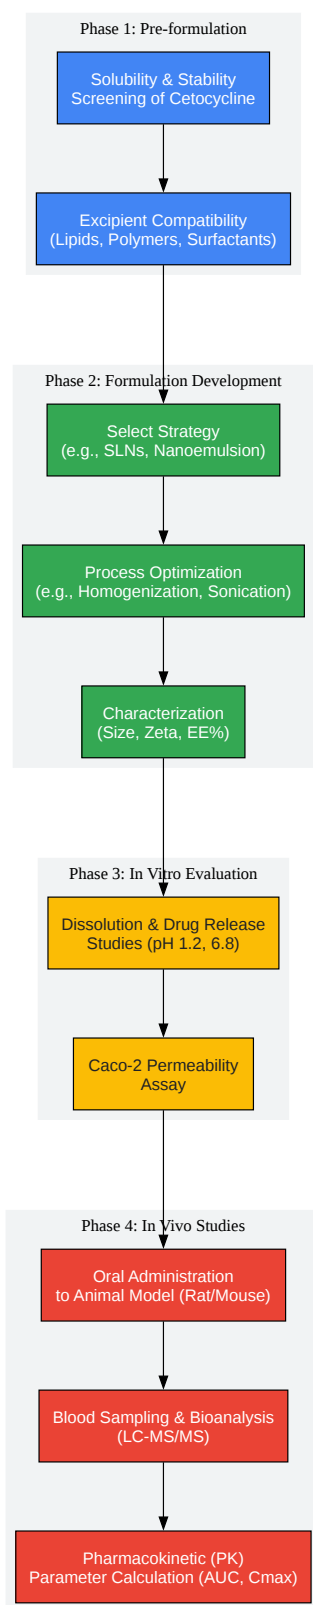 Phase 1: Pre-formulation
Solubility & Stability
Screening of Cetocycline
Excipient Compatibility
(Lipids, Polymers, Surfactants)
Phase 2: Formulation Development
Select Strategy
(e.g., SLNs, Nanoemulsion)
Process Optimization
(e.g., Homogenization, Sonication)
Characterization
(Size, Zeta, EE%)
Phase 3: In Vitro Evaluation
Dissolution & Drug Release
Studies (pH 1.2, 6.8)
Caco-2 Permeability
Assay
Phase 4: In Vivo Studies
Oral Administration
to Animal Model (Rat/Mouse)
Blood Sampling & Bioanalysis
(LC-MS/MS)
Pharmacokinetic (PK)
Parameter Calculation (AUC, Cmax)